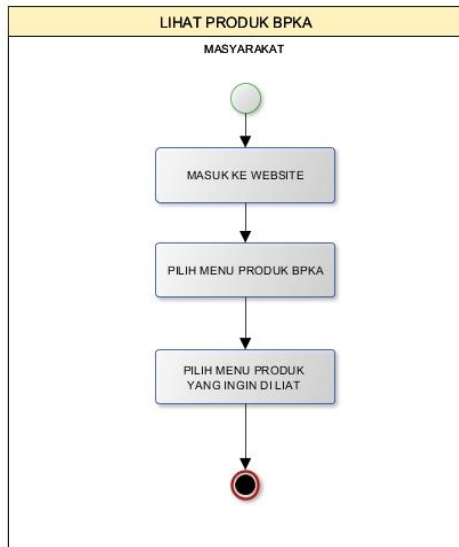 LIHAT PRODUK BPKA
MASYARAKAT
MASUK KE WEBSITE
PILIH MENU PRODUK BPKA
PILIH MENU PRODUK
YANG INGIN DI LIAT